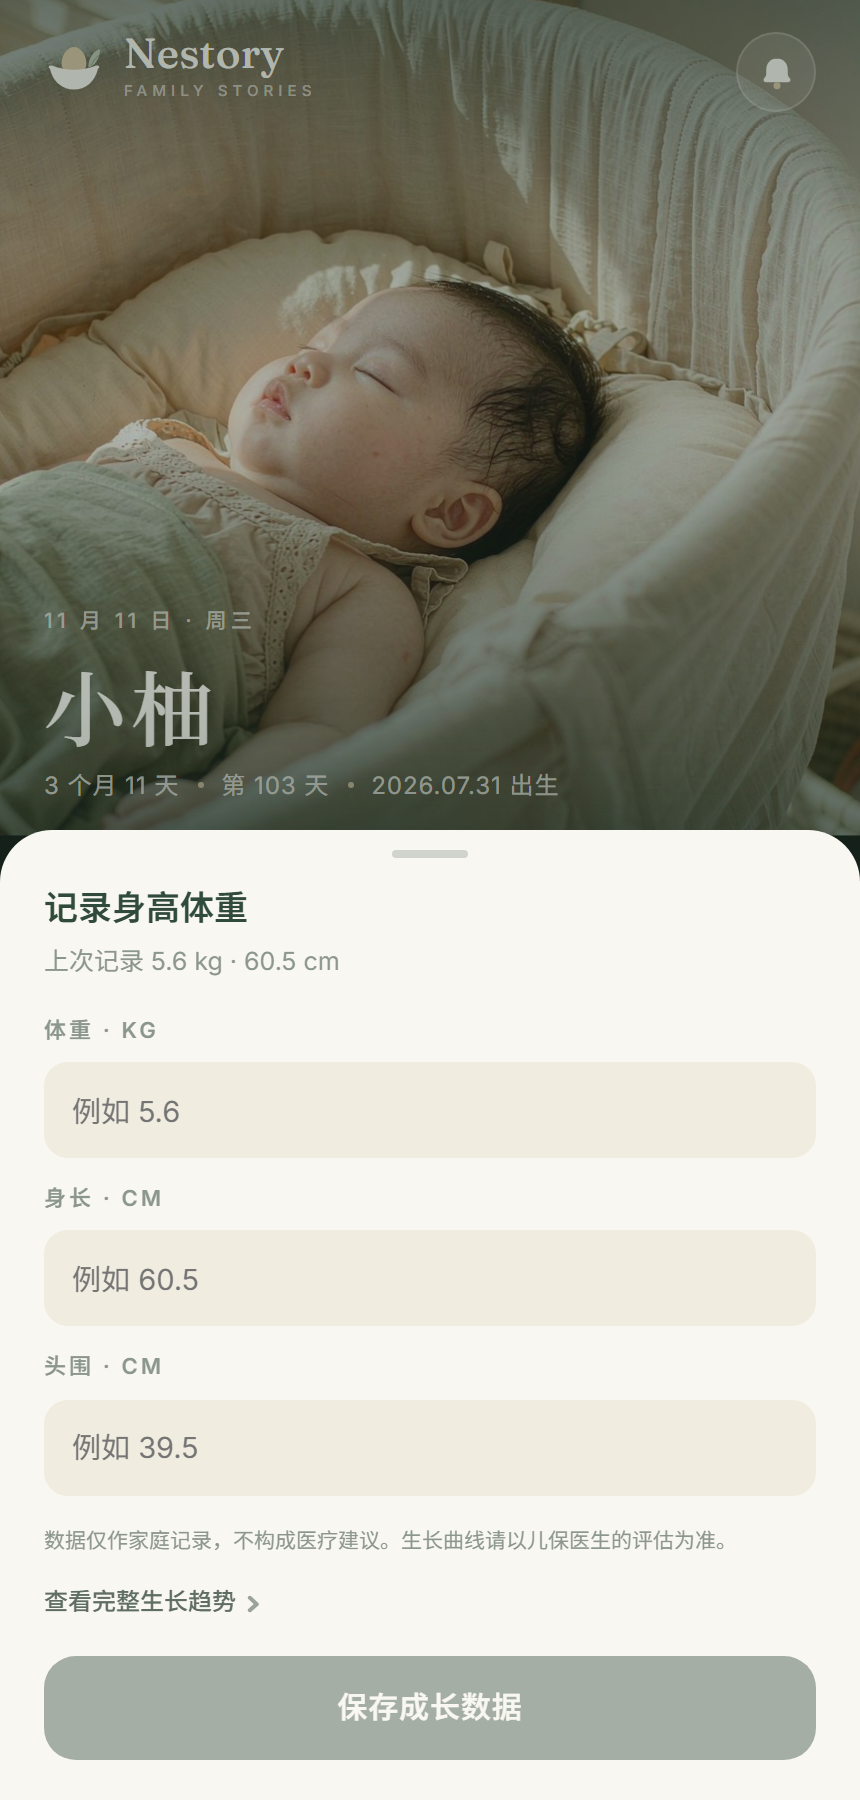 Nestory
FAMILY STORIES
11 月 11 日 · 周三
小柚
3 个月 11 天 • 第 103 天 • 2026.07.31 出生
记录身高体重
上次记录 5.6 kg · 60.5 cm
体重 · KG
例如 5.6
身长 · CM
例如 60.5
头围 · CM
例如 39.5
数据仅作家庭记录，不构成医疗建议。生长曲线请以儿保医生的评估为准。
查看完整生长趋势
保存成长数据